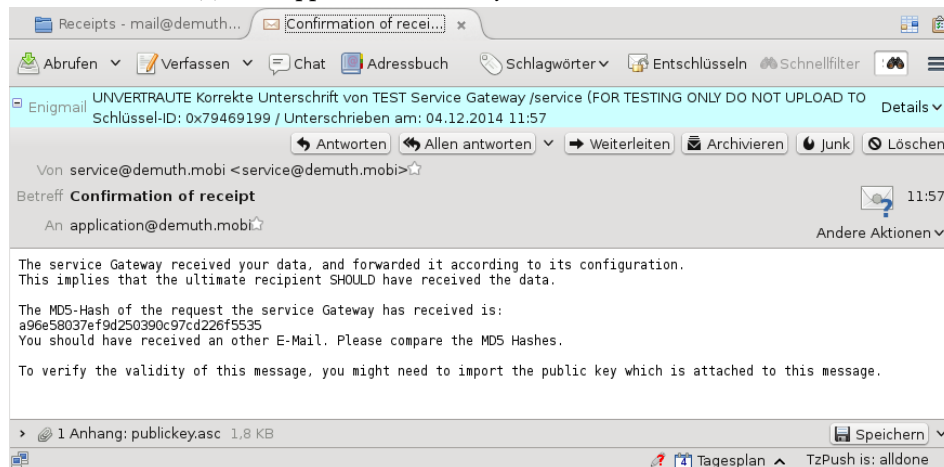 Receipts - mail@demuth... Confirmation of recei... ×
Abrufen Verfassen Chat Adressbuch Schlagwörter Entschlüsseln Schnellfilter
Enigmail UNVERTRAUTE Korrekte Unterschrift von TEST Service Gateway /service (FOR TESTING ONLY DO NOT UPLOAD TO Details
Schlüssel-ID: 0x79469199 / Unterschrieben am: 04.12.2014 11:57
Antworten Allen antworten Weiterleiten Archivieren Junk Löschen
Von service@demuth.mobi <service@demuth.mobi>
Betreff Confirmation of receipt 11:57
An application@demuth.mobi
Andere Aktionen
The service Gateway received your data, and forwarded it according to its configuration.
This implies that the ultimate recipient SHOULD have received the data.
The MD5-Hash of the request the service Gateway has received is:
a96e58037ef9d250390c97cd226f5535
You should have received an other E-Mail. Please compare the MD5 Hashes.
To verify the validity of this message, you might need to import the public key which is attached to this message.
1 Anhang: publickey.asc 1,8 KB Speichern
Tagesplan TzPush is: alldone